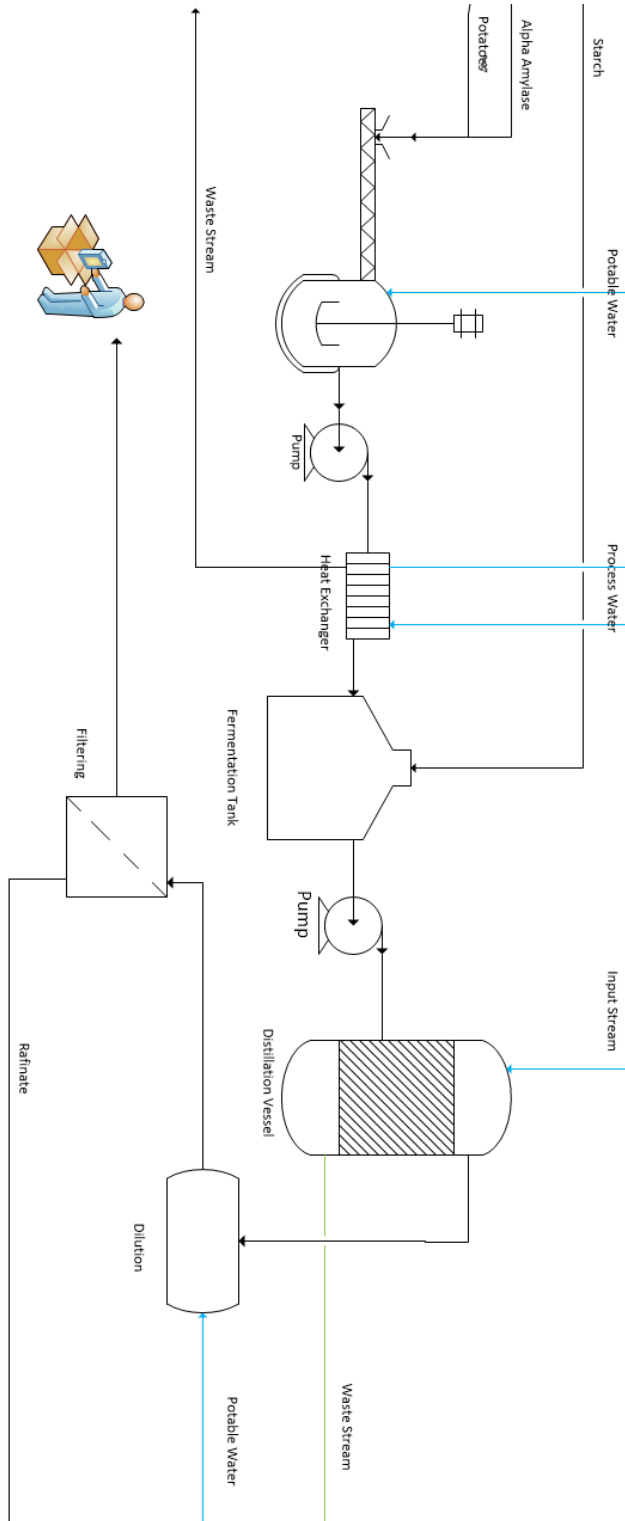 Starch
Potable Water
Process Water
Input Stream
Alpha Amylase
Potatoes
Pump
Heat Exchanger
Pump
Waste Stream
Distillation Vessel
Fermentation Tank
Waste Stream
Potable Water
Dilution
Filtering
Rafinate